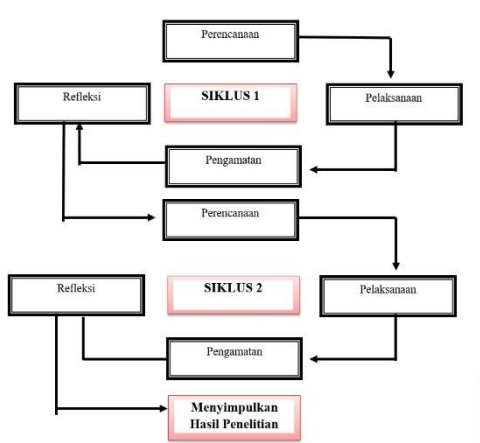 Perencanaan
Refleksi
SIKLUS 1
Pelaksanaan
Pengamatan
Perencanaan
Refleksi
SIKLUS 2
Pelaksanaan
Pengamatan
Menyimpulkan
Hasil Penelitian